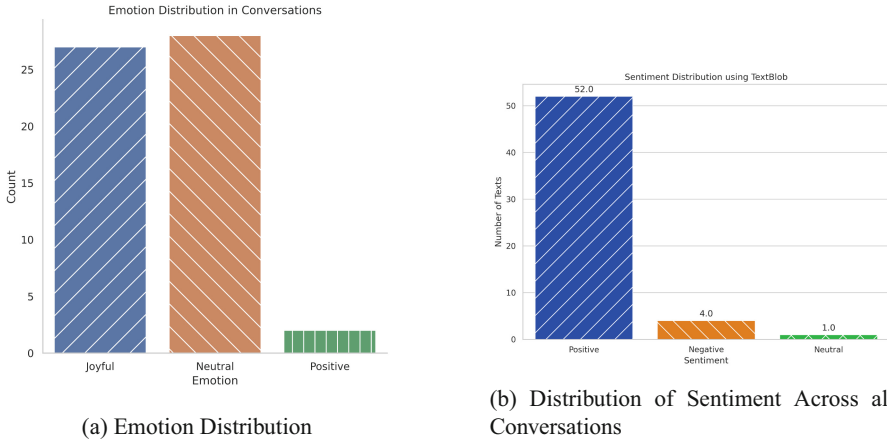 Emotion Distribution in Conversations
25
20
15
10
5
0
Count
Joyful
Neutral
Positive
Emotion
(a) Emotion Distribution
Sentiment Distribution using TextBlob
52.0
4.0
1.0
50
40
30
20
10
0
Number of Texts
Positive
Negative
Neutral
Sentiment
(b) Distribution of Sentiment Across al
Conversations